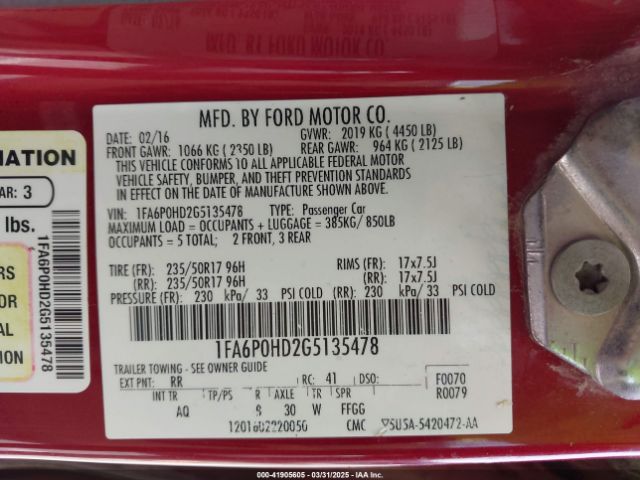 MFD. BY FORD MOTOR CO.
DATE: 02/16 GVWR: 2019 KG ( 4450 LB)
FRONT GAWR: 1066 KG ( 2350 LB) REAR GAWR: 964 KG ( 2125 LB)
THIS VEHICLE CONFORMS TO ALL APPLICABLE FEDERAL MOTOR
VEHICLE SAFETY, BUMPER, AND THEFT PREVENTION STANDARDS
IN EFFECT ON THE DATE OF MANUFACTURE SHOWN ABOVE.
VIN: 1FA6P0HD2G5135478 TYPE: Passenger Car
MAXIMUM LOAD = OCCUPANTS + LUGGAGE = 385KG/ 850LB
OCCUPANTS = 5 TOTAL; 2 FRONT, 3 REAR
TIRE (FR): 235/50R17 96H RIMS (FR): 17x7.5J
(RR): 235/50R17 96H (RR): 17x7.5J
PRESSURE (FR): 230 kPa/ 33 PSI COLD (RR): 230 kPa/ 33 PSI COLD
1FA6P0HD2G5135478
TRAILER TOWING - SEE OWNER GUIDE
EXT PNT: RR RC: 41 DSO: F0070
INT TR TP/PS R AXLE TR SPR R0079
AQ 30 W FFGG
CMC 5U5A-5420472-AA
MATION
AR: 3
lbs.
1FA6P0HD2G5135478
ERS
OR
AL
TION
000-41905605 - 03/31/2025 - IAA, Inc.